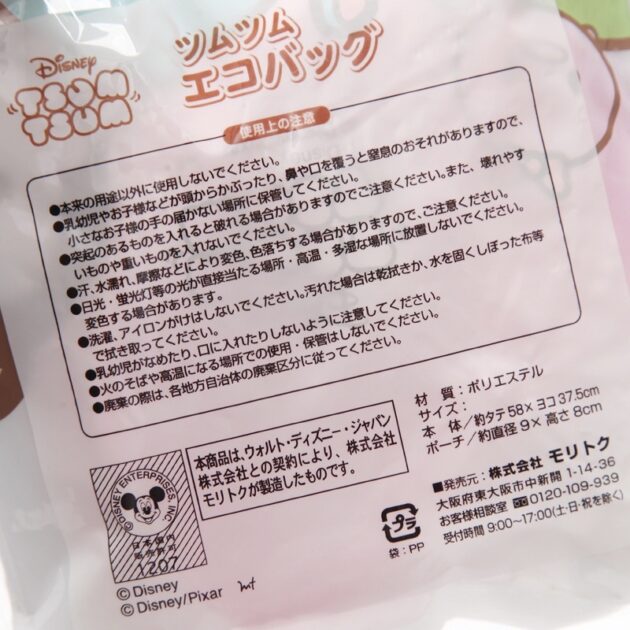 Disney
TSUM
TSUM
ツムツム
エコバッグ
使用上の注意
●本来の用途以外に使用しないでください。
●乳幼児やお子様などが頭からかぶったり、鼻や口を覆うと窒息のおそれがありますので、
小さなお子様の手の届かない場所に保管してください。
●突起のあるものを入れると破れる場合がありますのでご注意ください。また、壊れやす
いものや重いものを入れないでください。
●汗、水濡れ、摩擦などにより変色、色落ちする場合がありますので、ご注意ください。
●日光・蛍光灯等の光が直接当たる場所・高温・多湿な場所に放置しないでください。
変色する場合があります。
●洗濯、アイロンがけはしないでください。汚れた場合は乾拭きか、水を固くしぼった布等
で拭き取ってください。
●乳幼児がなめたり、口に入れたりしないように注意してください。
●火のそばや高温になる場所での使用・保管はしないでください。
●廃棄の際は、各地方自治体の廃棄区分に従ってください。
材 質：ポリエステル
サイズ：
本 体／約タテ58×ヨコ37.5cm
ポーチ／約直径9×高さ8cm
本商品は、ウォルト・ディズニー・ジャパン
株式会社との契約により、株式会社
モリトクが製造したものです。
©DISNEY ENTERPRISES, INC.
日本国内
販売許可
1207
©Disney
©Disney/Pixar
プラ
袋：PP
■発売元：株式会社 モリトク
大阪府東大阪市中新開1-14-36
お客様相談室 0120-109-939
受付時間 9:00〜17:00(土・日・祝を除く)